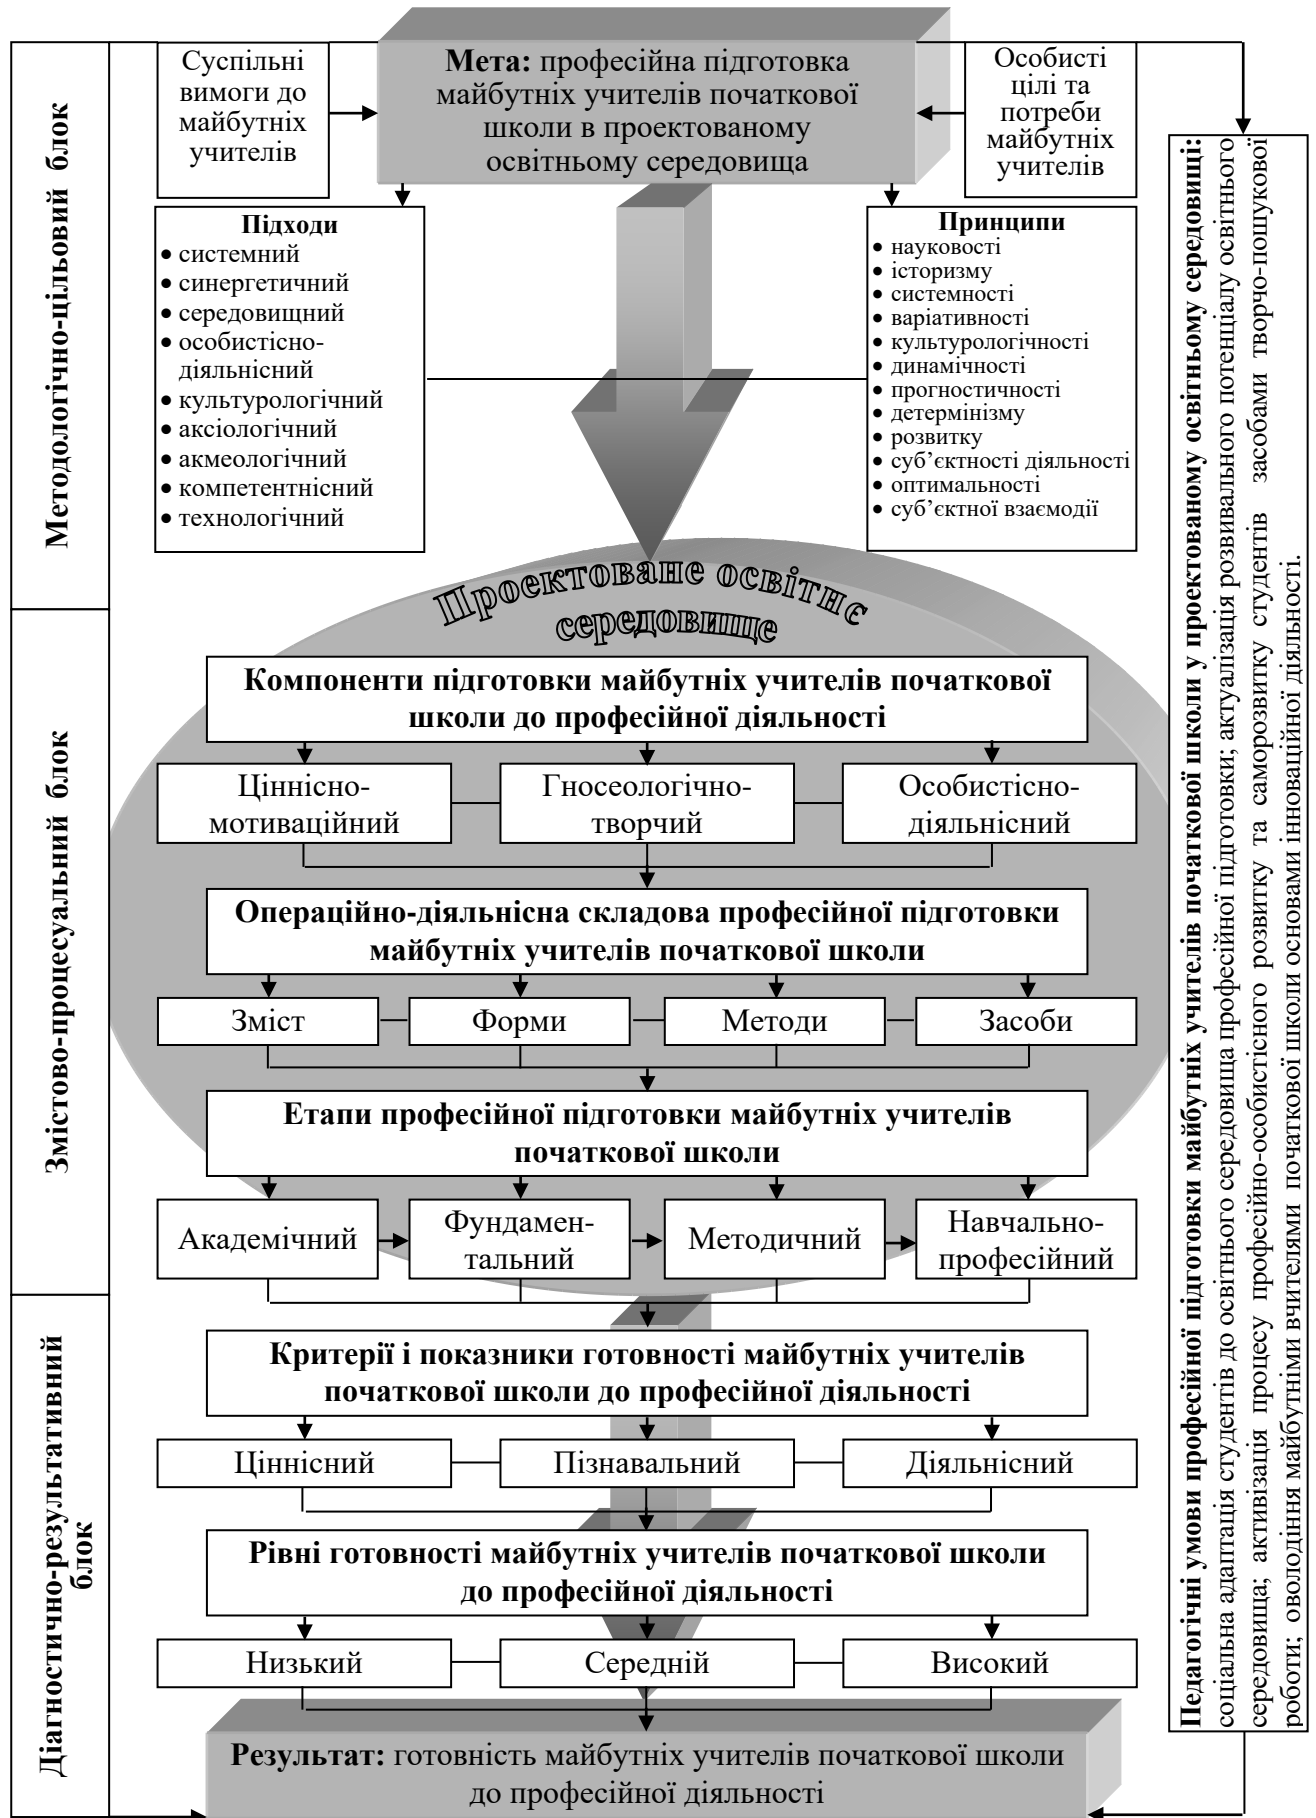 Методологічно-цільовий блок
Суспільні
вимоги до
майбутніх
учителів
Мета: професійна підготовка
майбутніх учителів початкової
школи в проектованому
освітньому середовища
Особисті
цілі та
потреби
майбутніх
учителів
Підходи
• системний
• синергетичний
• середовищний
• особистісно-
діяльнісний
• культурологічний
• аксіологічний
• акмеологічний
• компетентнісний
• технологічний
Принципи
• науковості
• історизму
• системності
• варіативності
• культурологічності
• динамічності
• прогностичності
• детермінізму
• розвитку
• суб’єктності діяльності
• оптимальності
• суб’єктної взаємодії
Змістово-процесуальний блок
Проектоване освітнє
середовище
Компоненти підготовки майбутніх учителів початкової
школи до професійної діяльності
Ціннісно-
мотиваційний
Гносеологічно-
творчий
Особистісно-
діяльнісний
Операційно-діяльнісна складова професійної підготовки
майбутніх учителів початкової школи
Зміст
Форми
Методи
Засоби
Етапи професійної підготовки майбутніх учителів
початкової школи
Академічний
Фундамен-
тальний
Методичний
Навчально-
професійний
Діагностично-результативний
блок
Критерії і показники готовності майбутніх учителів
початкової школи до професійної діяльності
Ціннісний
Пізнавальний
Діяльнісний
Рівні готовності майбутніх учителів початкової школи
до професійної діяльності
Низький
Середній
Високий
Результат: готовність майбутніх учителів початкової школи
до професійної діяльності
Педагогічні умови професійної підготовки майбутніх учителів початкової школи у проектованому освітньому середовищі:
соціальна адаптація студентів до освітнього середовища професійної підготовки; актуалізація розвивального потенціалу освітнього
середовища; активізація процесу професійно-особистісного розвитку та саморозвитку студентів засобами творчо-пошукової
роботи; оволодіння майбутніми вчителями початкової школи основами інноваційної діяльності.